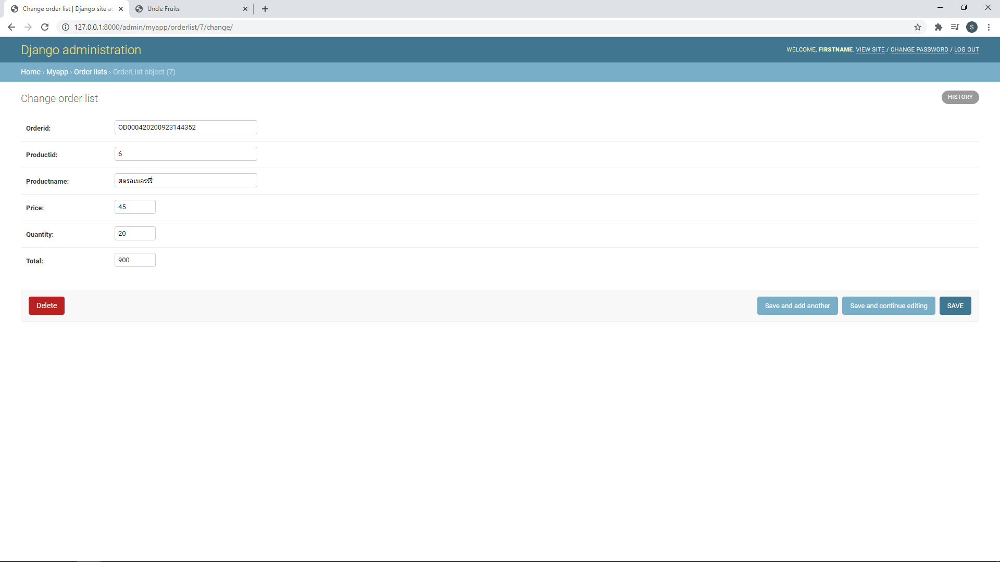 Change order list | Django site ac
Uncle Fruits
127.0.0.1:8000/admin/myapp/orderlist/7/change/
S
Django administration
WELCOME, FIRSTNAME. VIEW SITE / CHANGE PASSWORD / LOG OUT
Home › Myapp › Order lists › OrderList object (7)
Change order list
HISTORY
Orderid: OD000420200923144352
Productid: 6
Productname: สตรอเบอรรี่
Price: 45
Quantity: 20
Total: 900
Delete
Save and add another
Save and continue editing
SAVE